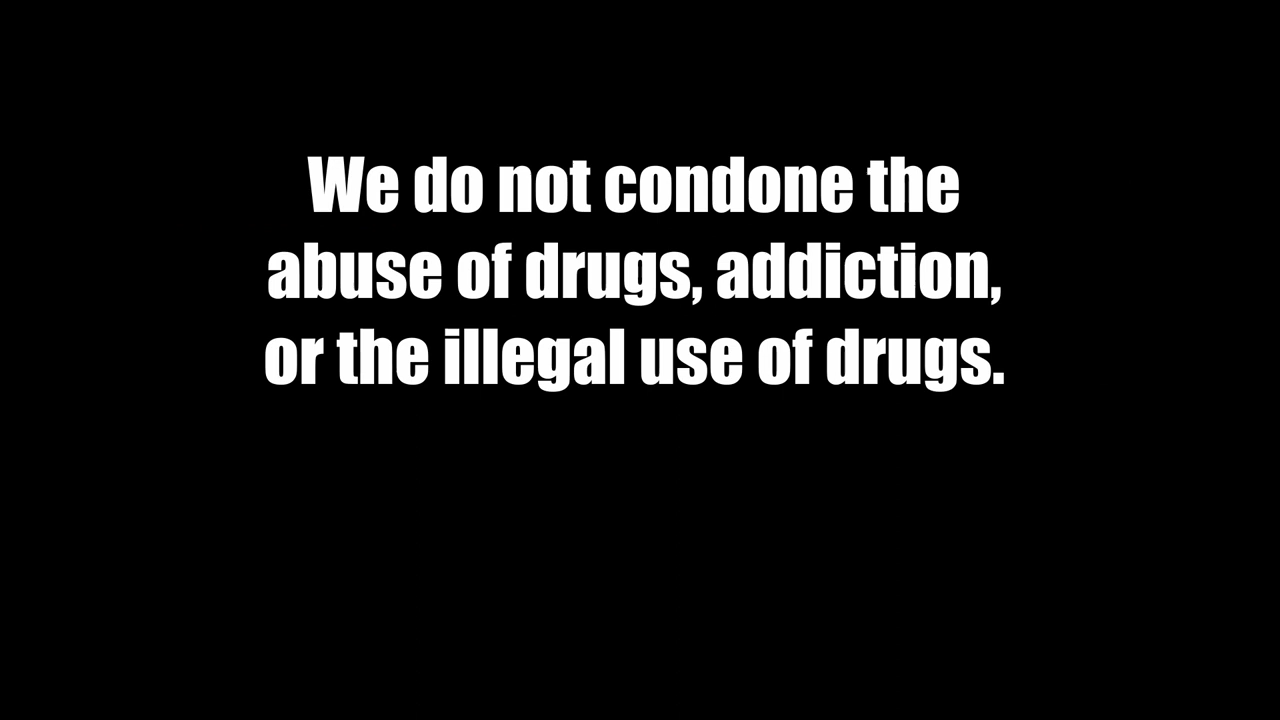 We do not condone the
abuse of drugs, addiction,
or the illegal use of drugs.